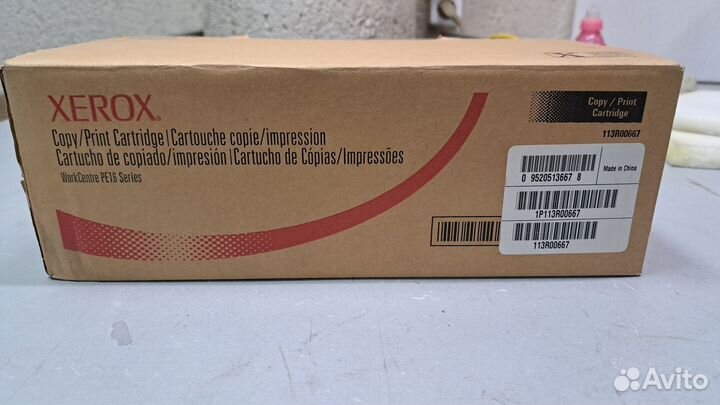 XEROX.
Copy/Print Cartridge | Cartouche copie/impression
Cartucho de copiado/impresión | Cartucho de Cópias/Impressões
WorkCentre PE16 Series
Copy / Print
Cartridge
113R00667
0 9520513667 8
Made in China
1P113R00667
113R00667
Avito